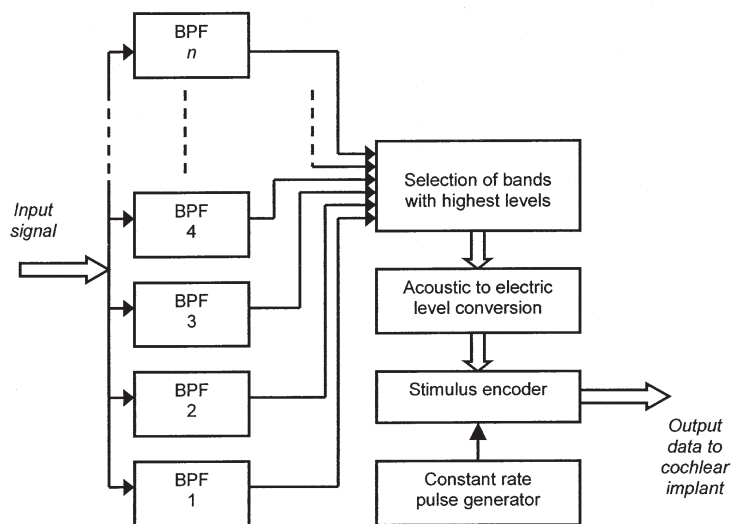 BPF
n
Input
signal
BPF
4
BPF
3
BPF
2
BPF
1
Selection of bands
with highest levels
Acoustic to electric
level conversion
Stimulus encoder
Constant rate
pulse generator
Output
data to
cochlear
implant